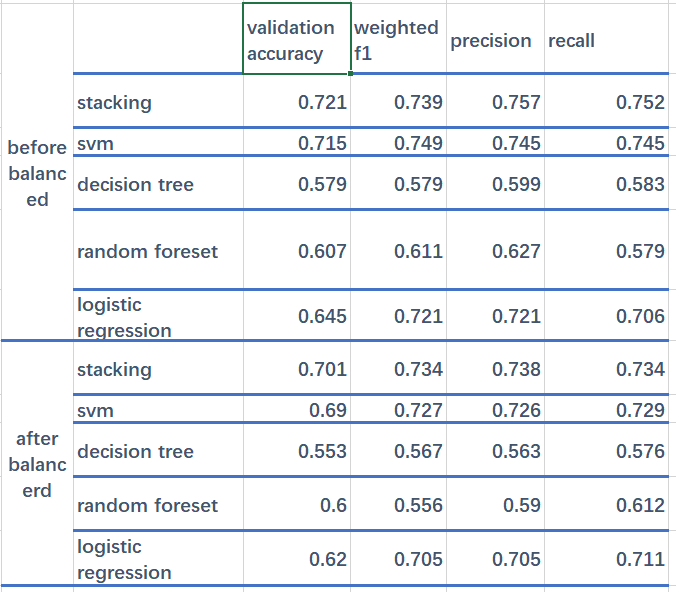 validation accuracy weighted f1 precision recall
before balanc ed
stacking 0.721 0.739 0.757 0.752
svm 0.715 0.749 0.745 0.745
decision tree 0.579 0.579 0.599 0.583
random foreset 0.607 0.611 0.627 0.579
logistic regression 0.645 0.721 0.721 0.706
after balanc erd
stacking 0.701 0.734 0.738 0.734
svm 0.69 0.727 0.726 0.729
decision tree 0.553 0.567 0.563 0.576
random foreset 0.6 0.556 0.59 0.612
logistic regression 0.62 0.705 0.705 0.711